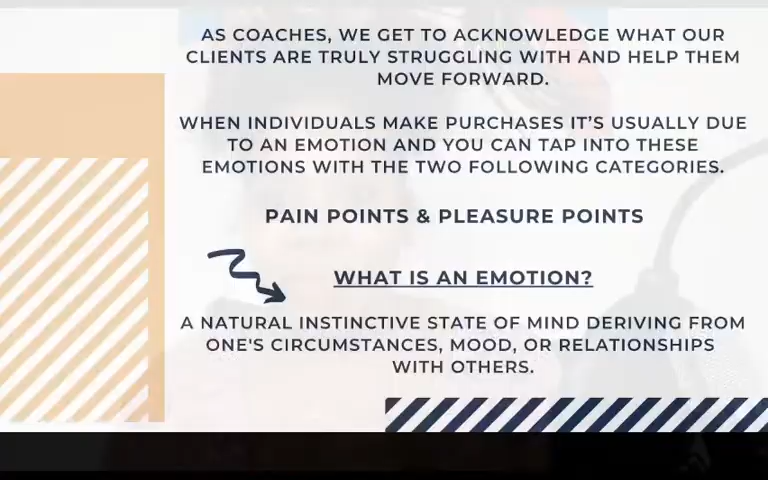 AS COACHES, WE GET TO ACKNOWLEDGE WHAT OUR
CLIENTS ARE TRULY STRUGGLING WITH AND HELP THEM
MOVE FORWARD.
WHEN INDIVIDUALS MAKE PURCHASES IT'S USUALLY DUE
TO AN EMOTION AND YOU CAN TAP INTO THESE
EMOTIONS WITH THE TWO FOLLOWING CATEGORIES.
PAIN POINTS & PLEASURE POINTS
WHAT IS AN EMOTION?
A NATURAL INSTINCTIVE STATE OF MIND DERIVING FROM
ONE'S CIRCUMSTANCES, MOOD, OR RELATIONSHIPS
WITH OTHERS.